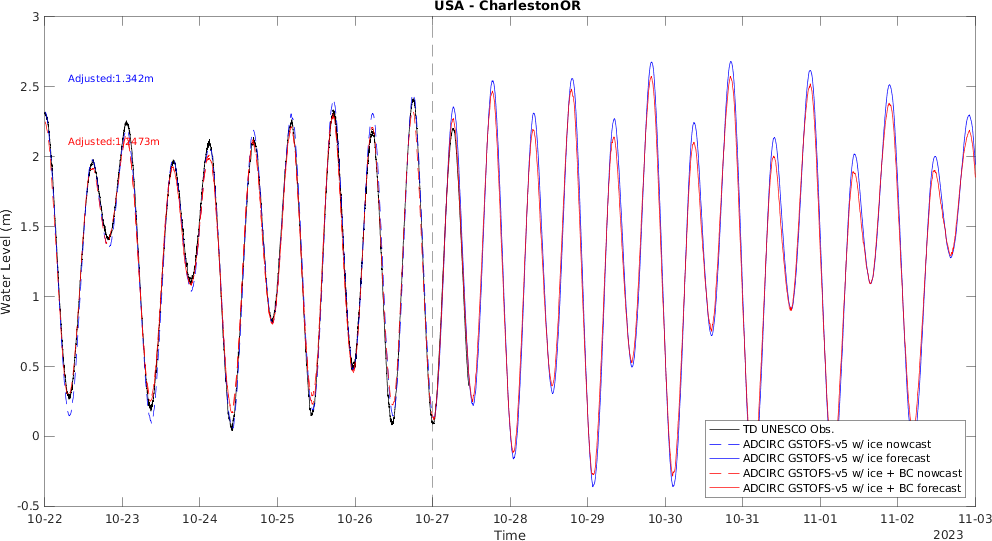 USA - CharlestonOR
3
2.5
2
1.5
1
0.5
0
-0.5
Water Level (m)
Adjusted:1.342m
Adjusted:1.2473m
TD UNESCO Obs.
ADCIRC GSTOFS-v5 w/ ice nowcast
ADCIRC GSTOFS-v5 w/ ice forecast
ADCIRC GSTOFS-v5 w/ ice + BC nowcast
ADCIRC GSTOFS-v5 w/ ice + BC forecast
10-22 10-23 10-24 10-25 10-26 10-27 10-28 10-29 10-30 10-31 11-01 11-02 11-03
Time
2023